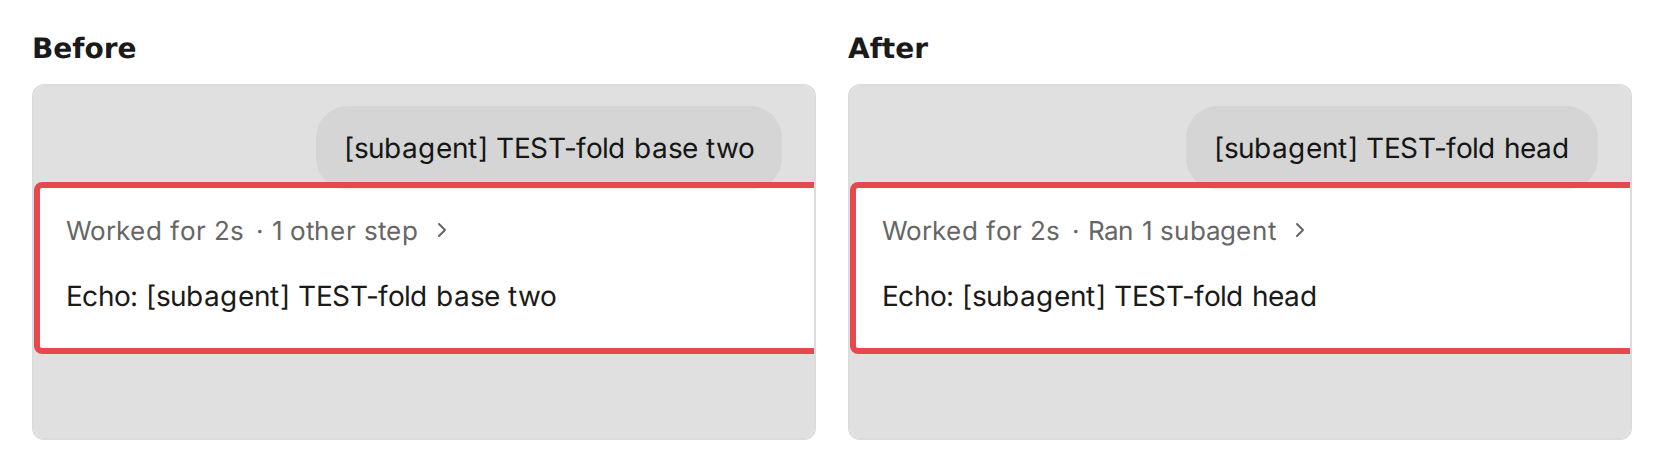 Before
[subagent] TEST-fold base two
Worked for 2s · 1 other step
Echo: [subagent] TEST-fold base two
After
[subagent] TEST-fold head
Worked for 2s · Ran 1 subagent
Echo: [subagent] TEST-fold head